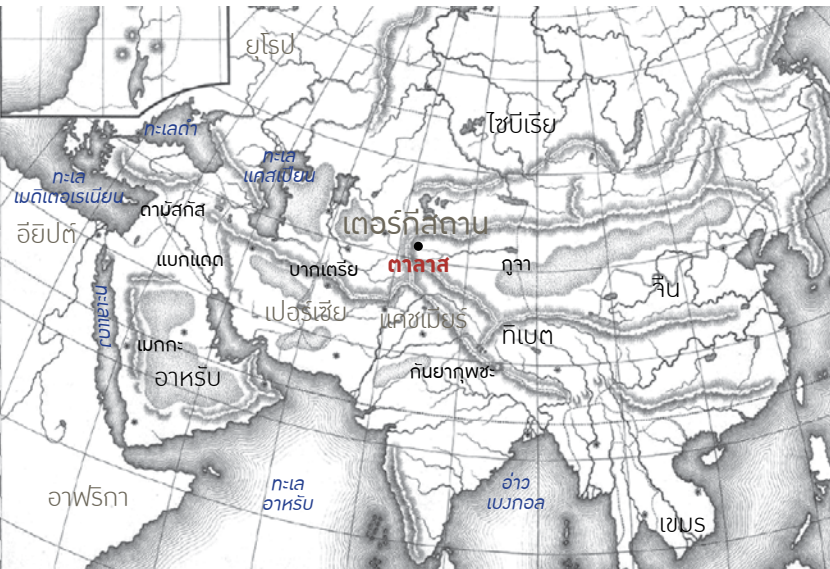 ยุโรป
ไซบีเรีย
ทะเลดำ
ทะเล
แคสเปียน
ทะเล
เมดิเตอเรเนียน
ดามัสกัส
เตอร์กีสถาน
อียิปต์
แบกแดด
บากเตรีย
ตาลาส
กูจา
จีน
ทะเลแดง
เปอร์เซีย
แคชเมียร์
ทิเบต
เมกกะ
อาหรับ
กันยากุพชะ
อาฟริกา
ทะเล
อาหรับ
อ่าว
เบงกอล
เขมร